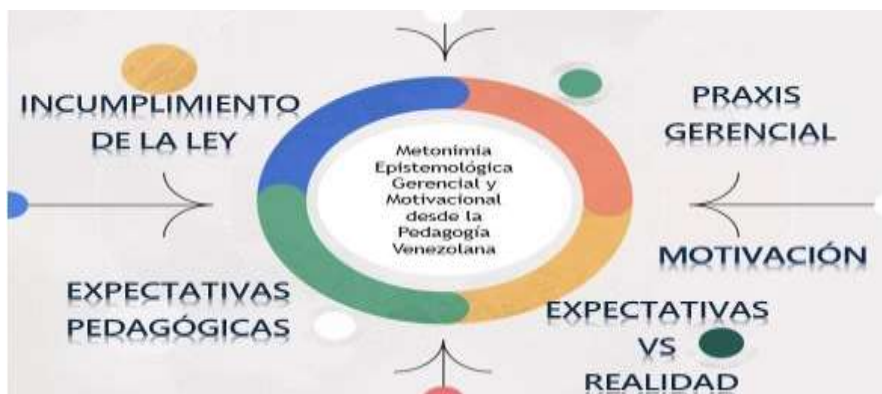 INCUMPLIMIENTO
DE LA LEY
PRAXIS
GERENCIAL
Metonimia
Epistemológica
Gerencial y
Motivacional
desde la
Pedagogía
Venezolana
MOTIVACIÓN
EXPECTATIVAS
PEDAGÓGICAS
EXPECTATIVAS
VS
REALIDAD